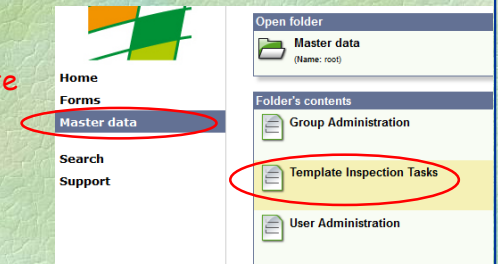 Home
Forms
Master data
Search
Support
Open folder
Master data
(Name: root)
Folder's contents
Group Administration
Template Inspection Tasks
User Administration